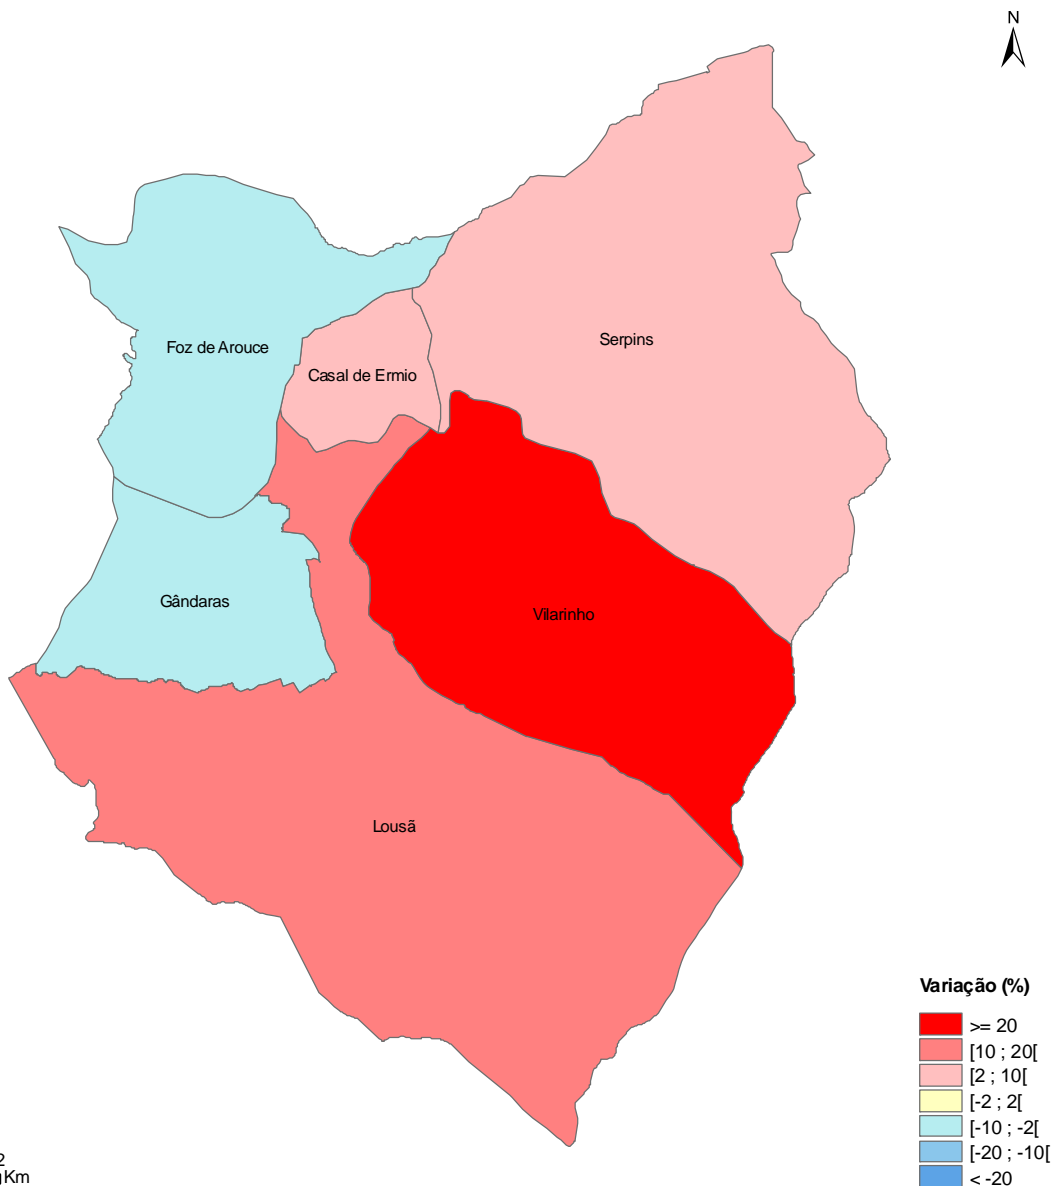 N
Serpins
Foz de Arouce
Casal de Ermio
Gândaras
Vilarinho
Lousã
Variação (%)
>= 20
[10 ; 20[
[2 ; 10[
[-2 ; 2[
[-10 ; -2[
[-20 ; -10[
< -20
2
Km